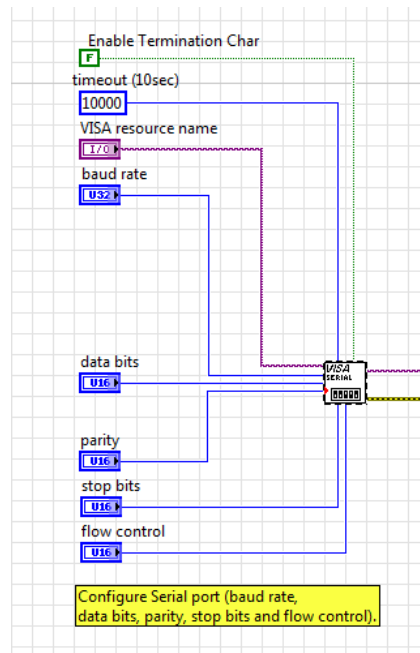 Enable Termination Char
F
timeout (10sec)
10000
VISA resource name
I/O
baud rate
U32
data bits
U16
VISA
SERIAL
parity
U16
stop bits
U16
flow control
U16
Configure Serial port (baud rate,
data bits, parity, stop bits and flow control).